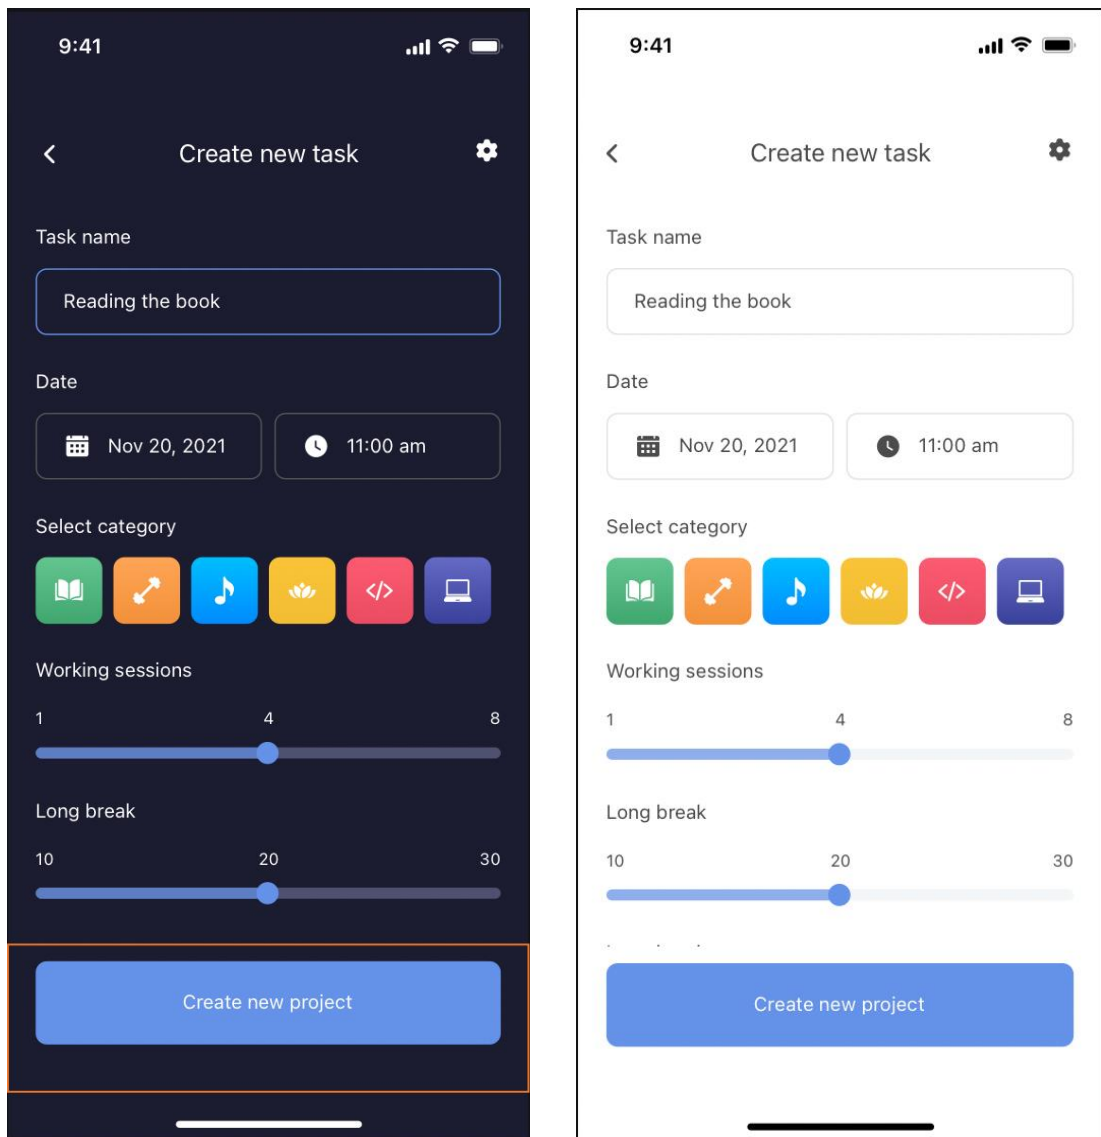 9:41
Create new task
Task name
Reading the book
Date
Nov 20, 2021 11:00 am
Select category
</>
Working sessions
1 4 8
Long break
10 20 30
Create new project
9:41
Create new task
Task name
Reading the book
Date
Nov 20, 2021 11:00 am
Select category
</>
Working sessions
1 4 8
Long break
10 20 30
Create new project